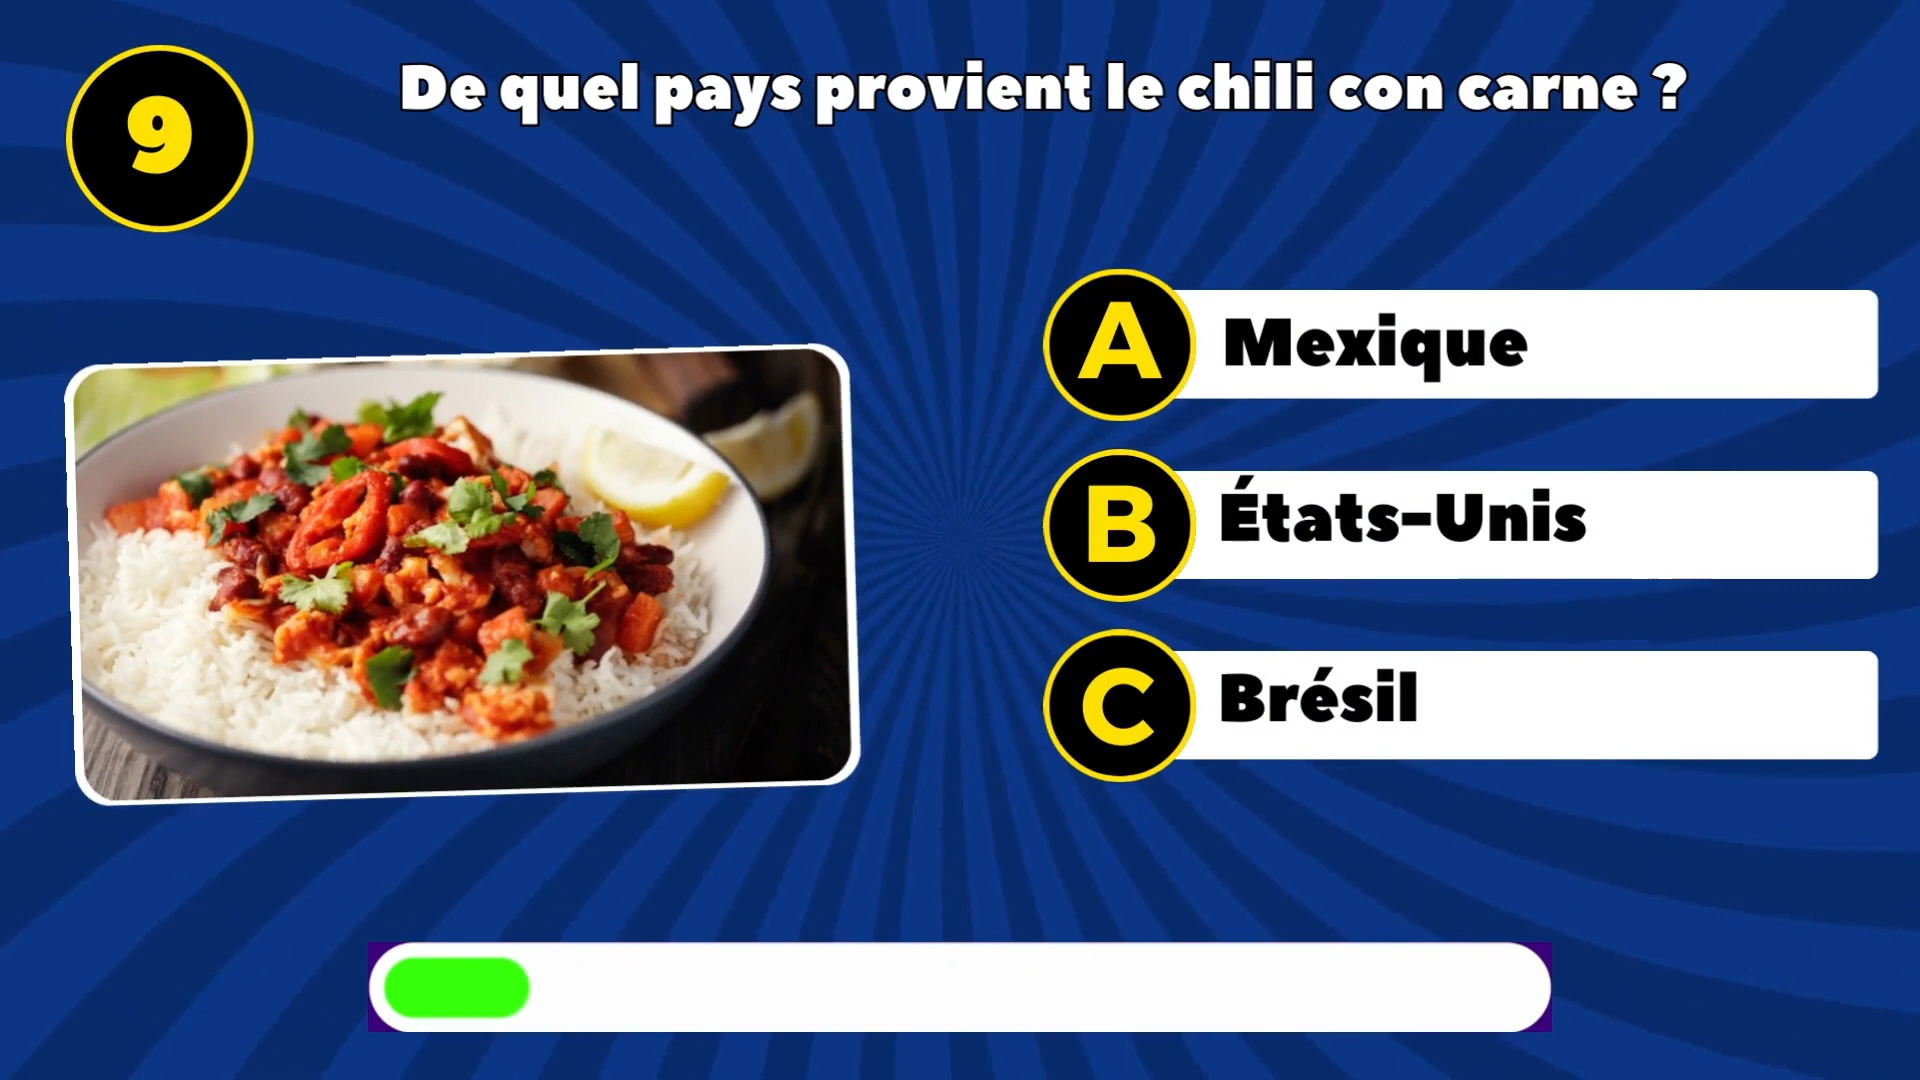 9
De quel pays provient le chili con carne ?
A Mexique
B États-Unis
C Brésil